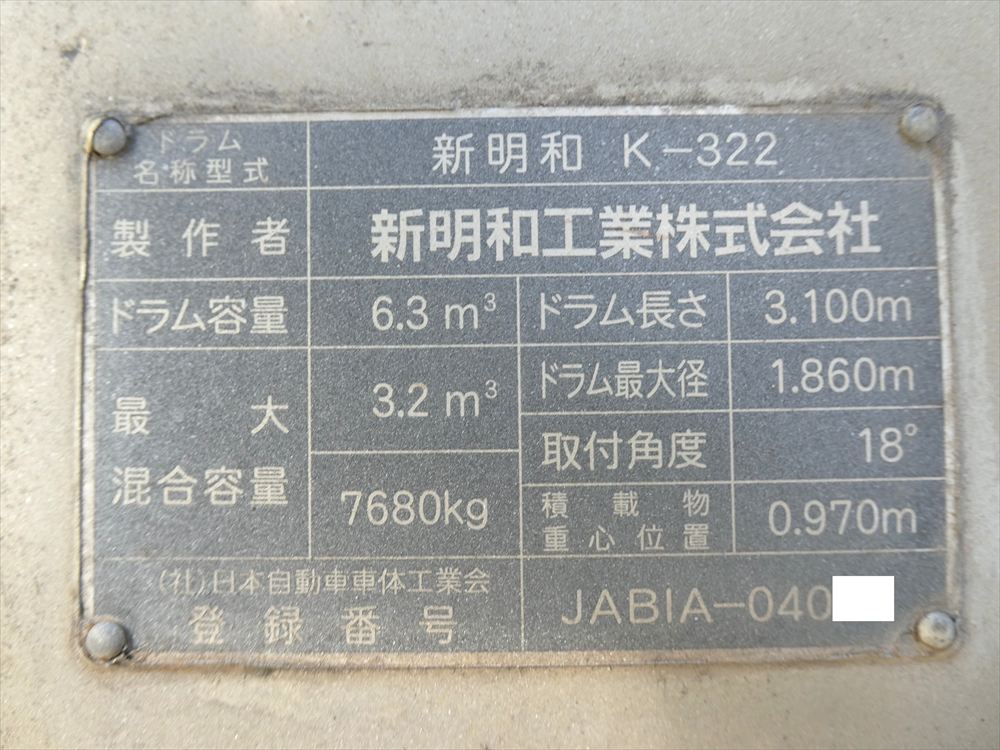 ドラム
名称型式
新明和 K-322
製作者
新明和工業株式会社
ドラム容量
6.3 m³
ドラム長さ
3.100m
最大
混合容量
3.2 m³
7680kg
ドラム最大径
1.860m
取付角度
18°
積載物
重心位置
0.970m
(社)日本自動車車体工業会
登録番号
JABIA-040